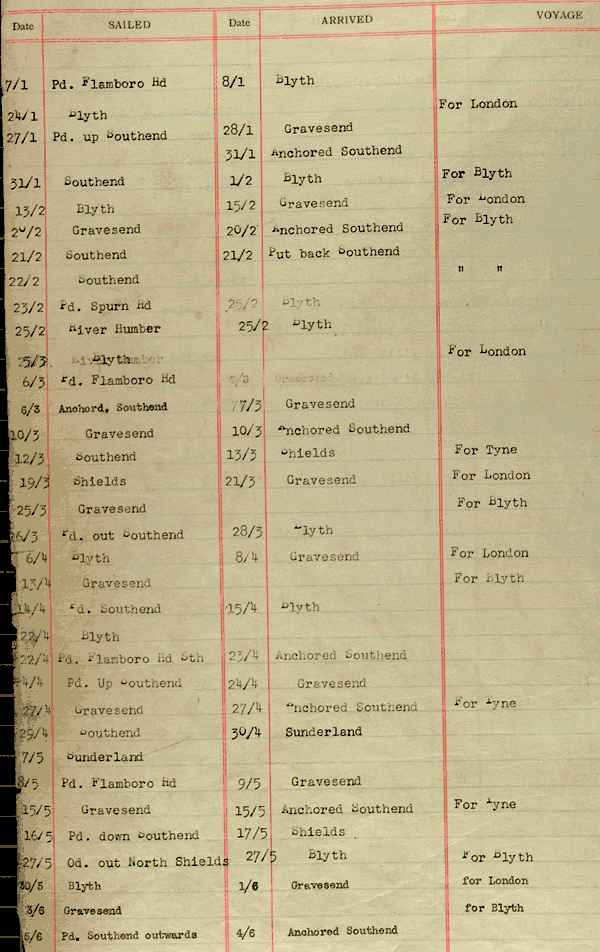 Date SAILED Date ARRIVED VOYAGE
7/1 Pd. Flamboro Hd 8/1 Blyth
For London
24/1 Blyth
27/1 Pd. up Southend 28/1 Gravesend
31/1 Anchored Southend
31/1 Southend 1/2 Blyth For Blyth
13/2 Blyth 15/2 Gravesend For London
20/2 Gravesend 20/2 Anchored Southend For Blyth
21/2 Southend 21/2 Put back Southend
22/2 Southend " "
23/2 Pd. Spurn Hd 25/2 Blyth
25/2 River Humber 25/2 Blyth
5/3 Blyth For London
6/3 Pd. Flamboro Hd 7/3 Gravesend
6/3 Anchord. Southend 7/3 Gravesend
10/3 Gravesend 10/3 Anchored Southend
12/3 Southend 13/3 Shields For Tyne
19/3 Shields 21/3 Gravesend For London
25/3 Gravesend For Blyth
26/3 Pd. out Southend 28/3 Blyth
6/4 Blyth 8/4 Gravesend For London
13/4 Gravesend For Blyth
14/4 Pd. Southend 15/4 Blyth
22/4 Blyth
22/4 Pd. Flamboro Hd Sth 23/4 Anchored Southend
4/4 Pd. Up Southend 24/4 Gravesend
27/4 Gravesend 27/4 Anchored Southend For Tyne
29/4 Southend 30/4 Sunderland
7/5 Sunderland
8/5 Pd. Flamboro Hd 9/5 Gravesend
15/5 Gravesend 15/5 Anchored Southend For Tyne
16/5 Pd. down Southend 17/5 Shields
27/5 Od. out North Shields 27/5 Blyth For Blyth
30/5 Blyth 1/6 Gravesend for London
3/6 Gravesend for Blyth
5/6 Pd. Southend outwards 4/6 Anchored Southend